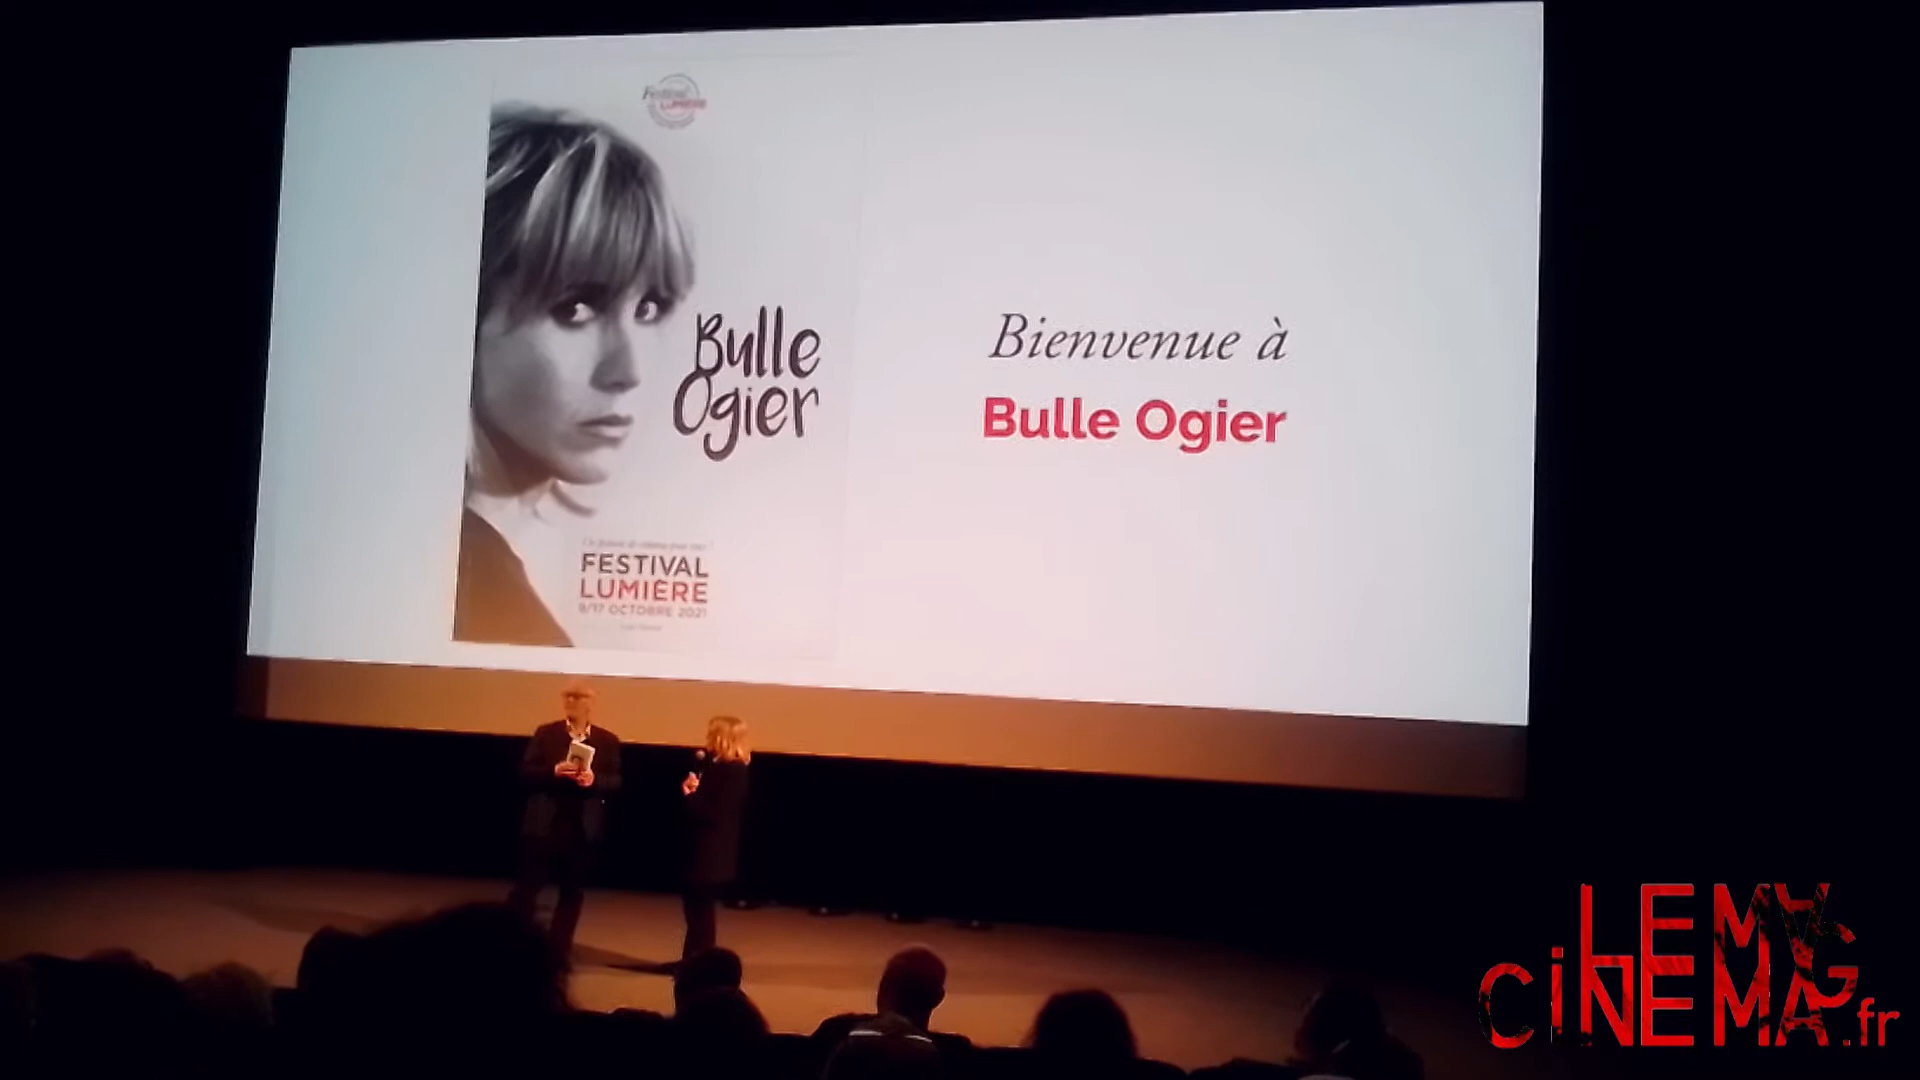 Festival
LUMIÈRE
Bulle
Ogier
FESTIVAL
LUMIÈRE
9/17 OCTOBRE 2021
Bienvenue à
Bulle Ogier
LEMAG
CiNEMA.fr